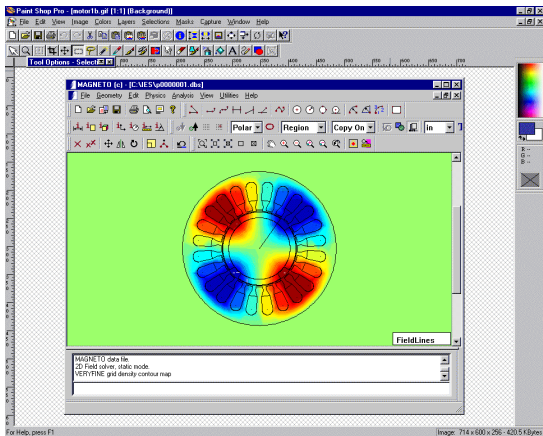 Paint Shop Pro - [motor1b.gif [1:1] (Background)]
File Edit View Image Colors Layers Selections Masks Capture Window Help
Tool Options - Select
MAGNETO (c) - [C:\IES\p0000001.dbs]
File Geometry Edit Physics Analysis View Utilities Help
Polar Region Copy On in
R --
G --
B --
FieldLines
MAGNETO data file.
2D Field solver, static mode.
VERYFINE grid density contour map
For Help, press F1
Image: 714 x 600 x 256 - 420.5 KBytes